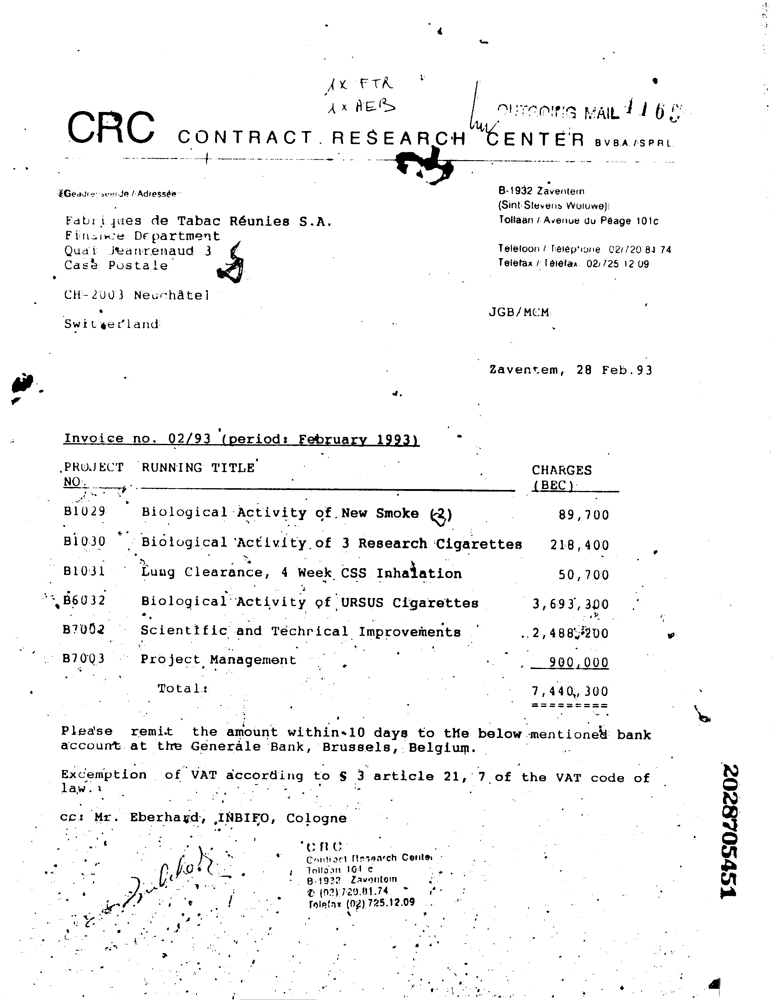 1x FTR
1x AEB
OUTGOING MAIL 1165
CRC CONTRACT RESEARCH CENTER BVBA/SPRL
Geadresseerde / Adressée
B-1932 Zaventem
(Sint-Stevens Woluwe)
Tollaan / Avenue du Péage 101c
Fabriques de Tabac Réunies S.A.
Finance Department
Quai Jeanrenaud 3
Case Postale
Telefoon / Téléphone 02/720 81 74
Telefax / Téléfax 02/725 12 09
CH-2003 Neuchâtel
Switzerland
JGB/MCM
Zaventem, 28 Feb.93
Invoice no. 02/93 (period: February 1993)
PROJECT RUNNING TITLE CHARGES
NO. (BEC)
B1029 Biological Activity of New Smoke (2) 89,700
B1030 Biological Activity of 3 Research Cigarettes 218,400
B1031 Lung Clearance, 4 Week CSS Inhalation 50,700
B6032 Biological Activity of URSUS Cigarettes 3,693,300
B7002 Scientific and Technical Improvements 2,488,200
B7003 Project Management 900,000
Total: 7,440,300
=========
Please remit the amount within 10 days to the below mentioned bank
account at the Generale Bank, Brussels, Belgium.
Excemption of VAT according to § 3 article 21, 7 of the VAT code of
law.
cc: Mr. Eberhard, INBIFO, Cologne
CRC
Contract Research Center
Tollaan 101 c
B-1932 Zaventem
✆ (02) 720.81.74
Telefax (02) 725.12.09
2028705451